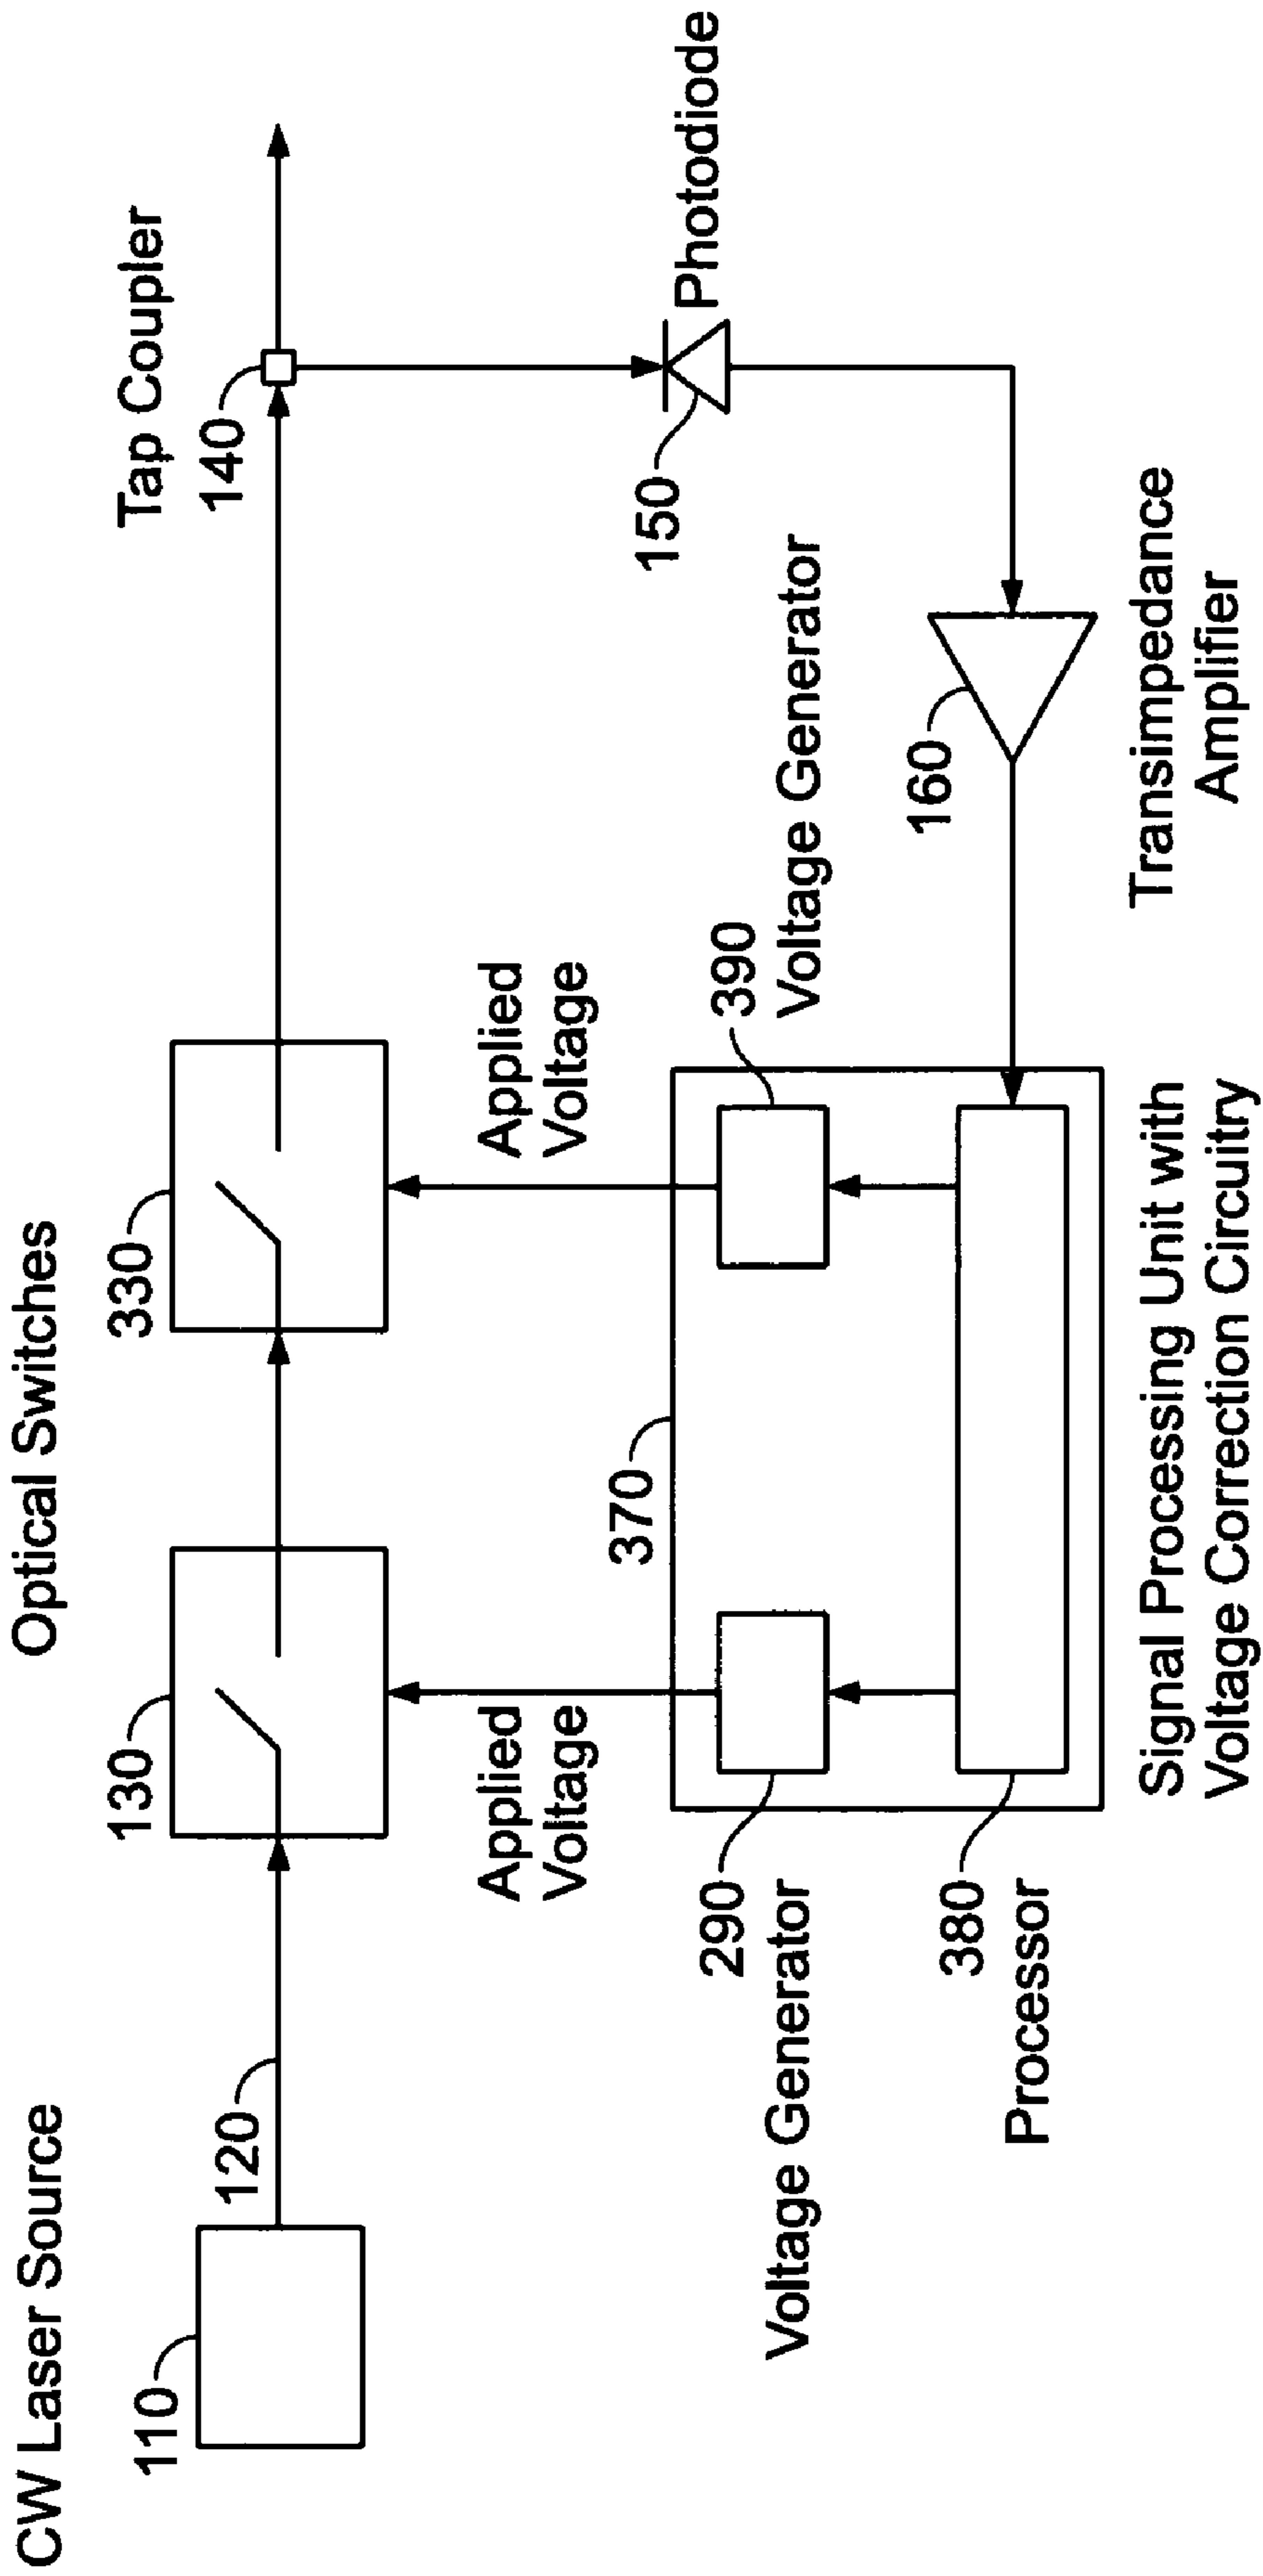 CW Laser Source
Optical Switches
Tap Coupler
110
120
130
330
140
Applied
Voltage
Applied
Voltage
150
Photodiode
370
290
Voltage Generator
390
Voltage Generator
160
380
Processor
Signal Processing Unit with
Voltage Correction Circuitry
Transimpedance
Amplifier